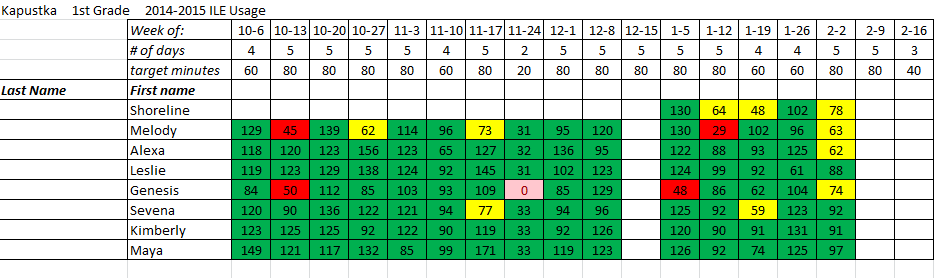 Kapustka 1st Grade 2014-2015 ILE Usage
Week of: 10-6 10-13 10-20 10-27 11-3 11-10 11-17 11-24 12-1 12-8 12-15 1-5 1-12 1-19 1-26 2-2 2-9 2-16
# of days 4 5 5 5 5 4 5 2 5 5 5 5 5 4 4 5 5 3
target minutes 60 80 80 80 80 60 80 20 80 80 80 80 80 60 60 80 80 40
Last Name First name
Shoreline 130 64 48 102 78
Melody 129 45 139 62 114 96 73 31 95 120 130 29 102 96 63
Alexa 118 120 123 156 123 65 127 32 136 95 122 88 93 125 62
Leslie 119 123 129 138 124 92 145 31 102 123 124 99 92 61 88
Genesis 84 50 112 85 103 93 109 0 85 129 48 86 62 104 74
Sevena 120 90 136 122 121 94 77 33 94 96 125 92 59 123 92
Kimberly 123 125 125 92 122 90 119 33 92 126 120 90 91 131 91
Maya 149 121 117 132 85 99 171 33 119 123 126 92 74 125 97